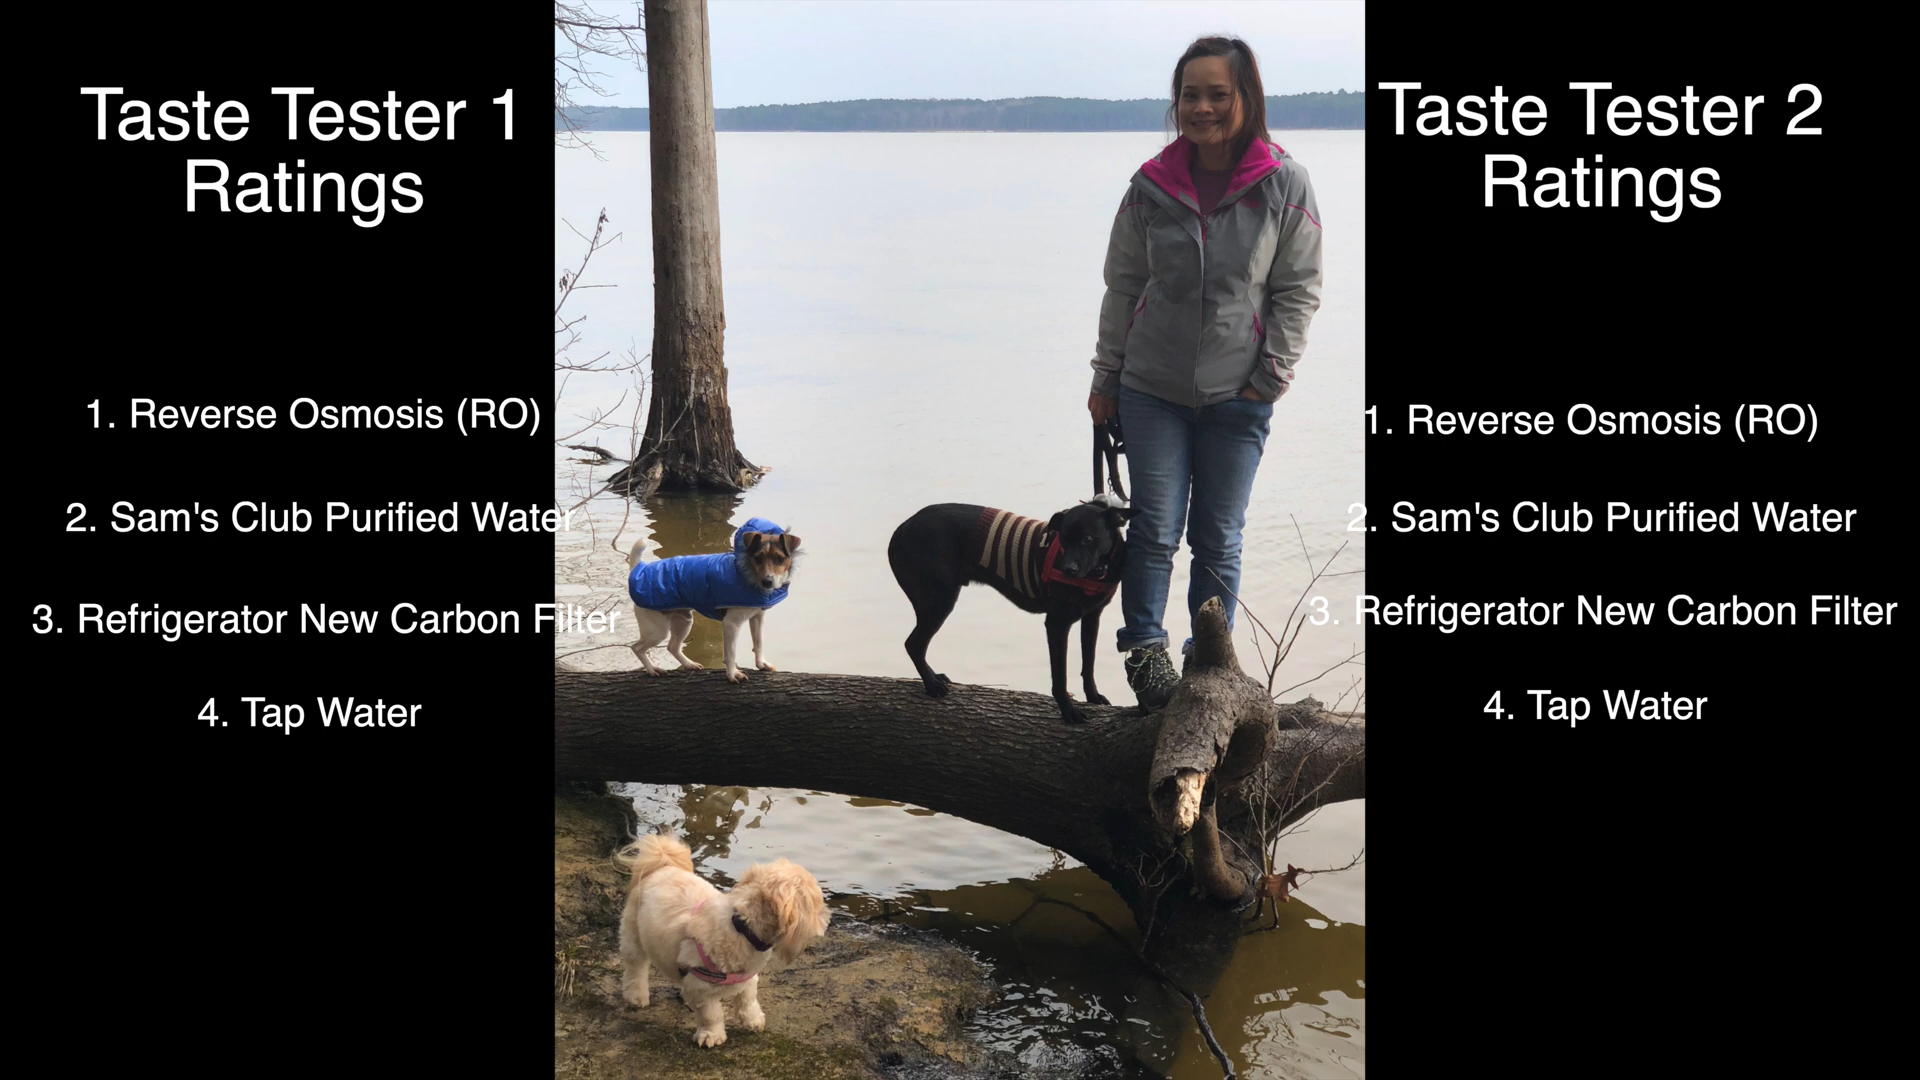 Taste Tester 1
Ratings
1. Reverse Osmosis (RO)
2. Sam's Club Purified Water
3. Refrigerator New Carbon Filter
4. Tap Water
Taste Tester 2
Ratings
1. Reverse Osmosis (RO)
2. Sam's Club Purified Water
3. Refrigerator New Carbon Filter
4. Tap Water